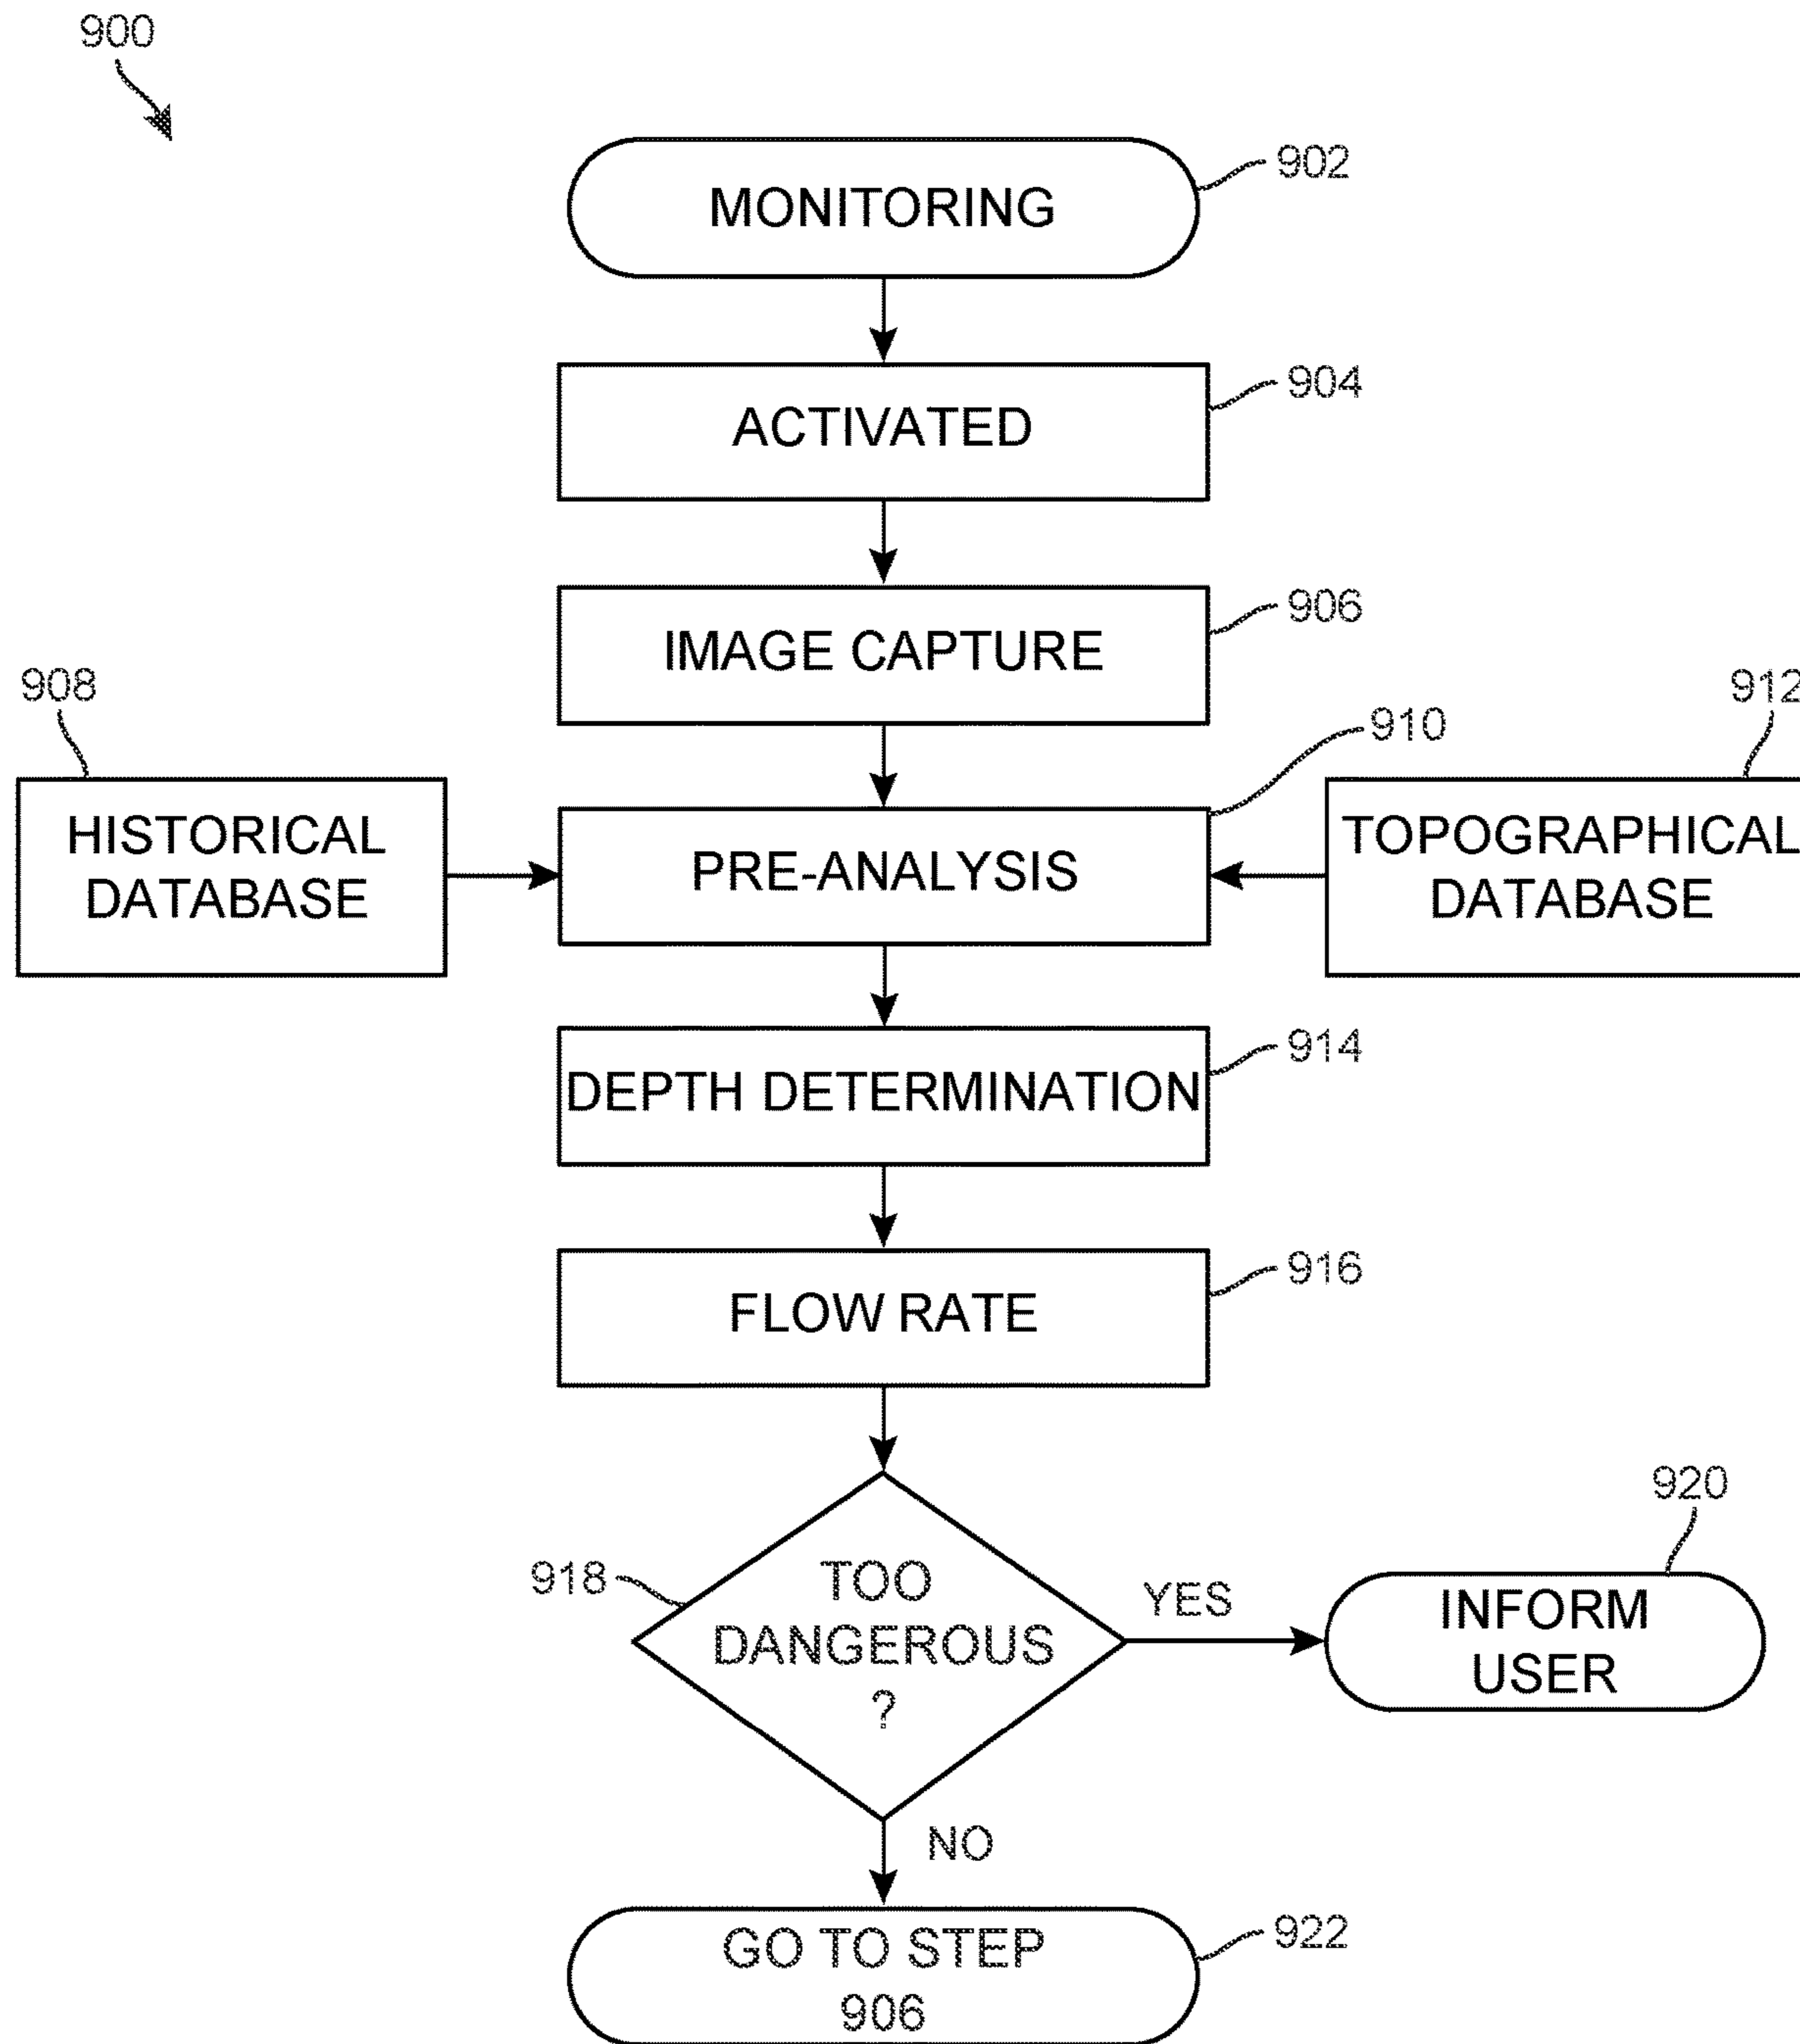 900
902
MONITORING
904
ACTIVATED
906
IMAGE CAPTURE
908
912
910
HISTORICAL
DATABASE
PRE-ANALYSIS
TOPOGRAPHICAL
DATABASE
914
DEPTH DETERMINATION
916
FLOW RATE
918
TOO
DANGEROUS
?
YES
920
INFORM
USER
NO
922
GO TO STEP
906